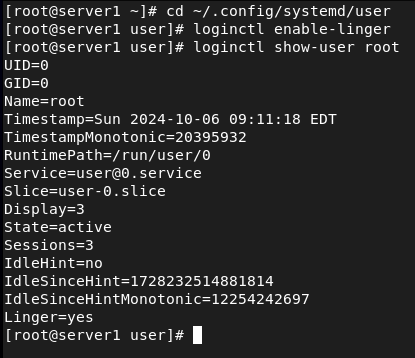 [root@server1 ~]# cd ~/.config/systemd/user
[root@server1 user]# loginctl enable-linger
[root@server1 user]# loginctl show-user root
UID=0
GID=0
Name=root
Timestamp=Sun 2024-10-06 09:11:18 EDT
TimestampMonotonic=20395932
RuntimePath=/run/user/0
Service=user@0.service
Slice=user-0.slice
Display=3
State=active
Sessions=3
IdleHint=no
IdleSinceHint=1728232514881814
IdleSinceHintMonotonic=12254242697
Linger=yes
[root@server1 user]#